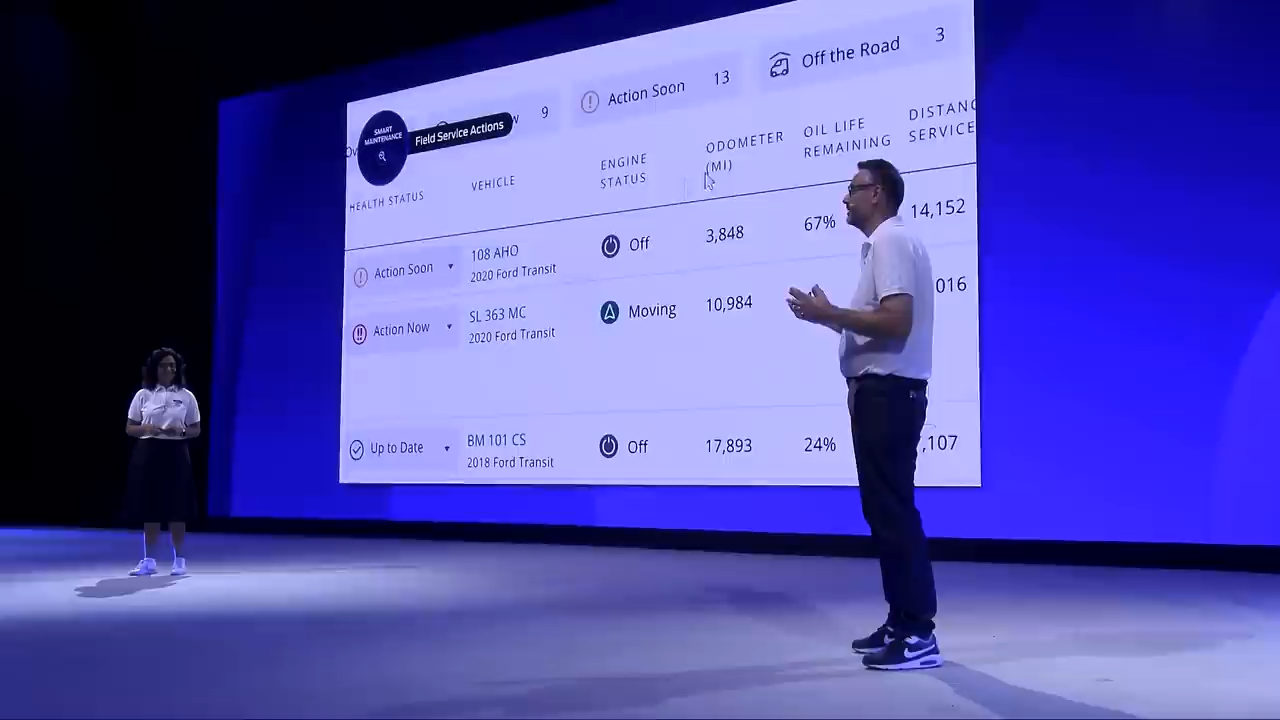 SMART
MAINTENANCE
Field Service Actions
9
Action Soon 13
Off the Road 3
HEALTH STATUS
VEHICLE
ENGINE
STATUS
ODOMETER
(MI)
OIL LIFE
REMAINING
SERVICE
Action Soon
108 AHO
2020 Ford Transit
Off
3,848
67%
14,152
Action Now
SL 363 MC
2020 Ford Transit
Moving
10,984
016
Up to Date
BM 101 CS
2018 Ford Transit
Off
17,893
24%
,107